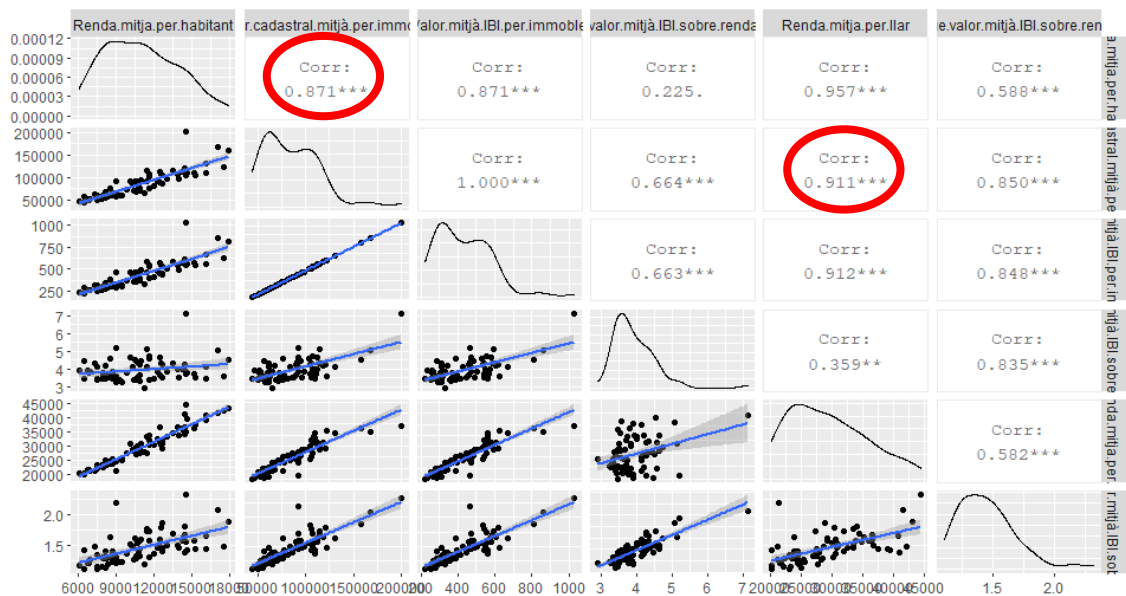 Renda.mitja.per.habitant r.cadastral.mitjà.per.immo /alor.mitjà.IBI.per.immoble valor.mitjà.IBI.sobre.renda Renda.mitja.per.llar e.valor.mitjà.IBI.sobre.ren
0.00012
0.00009
0.00006
0.00003
0.00000
Corr:
0.871***
Corr:
0.871***
Corr:
0.225.
Corr:
0.957***
Corr:
0.588***
a.mitja.per.ha
200000
150000
100000
50000
Corr:
1.000***
Corr:
0.664***
Corr:
0.911***
Corr:
0.850***
astral.mitjà.pe
1000
750
500
250
Corr:
0.663***
Corr:
0.912***
Corr:
0.848***
nitjà.IBI.per.in
7
6
5
4
3
Corr:
0.359**
Corr:
0.835***
nitjà.IBI.sobre
45000
40000
35000
30000
25000
20000
Corr:
0.582***
nda.mitja.per.
2.0
1.5
r.mitjà.IBI.sot
6000 9000 12000 15000 18000
50000 100000 150000 200000
200 400 600 800 1000
3 4 5 6 7
20000 25000 30000 35000 40000 45000
1.5 2.0